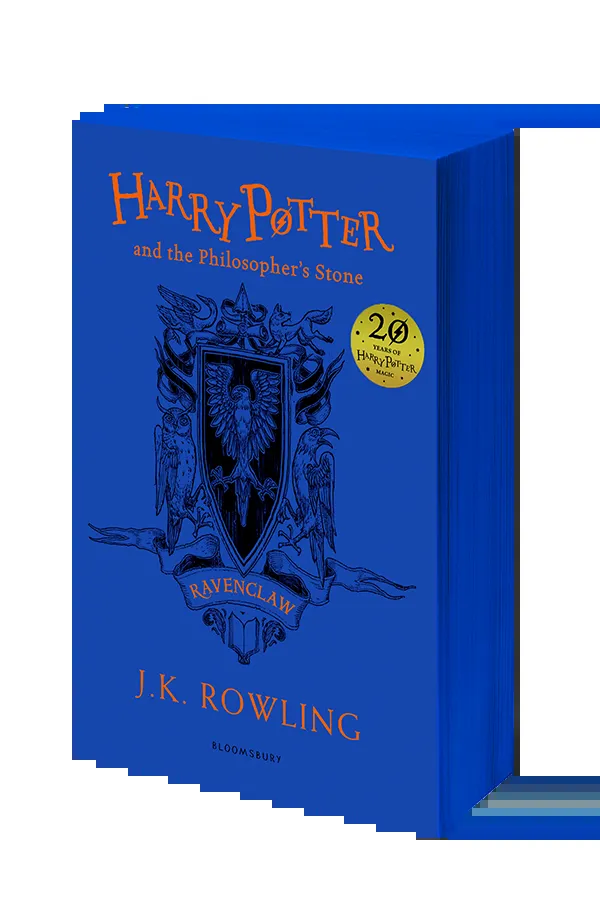 HARRY POTTER
and the Philosopher's Stone
20
YEARS OF
HARRY POTTER
MAGIC
RAVENCLAW
J.K. ROWLING
BLOOMSBURY